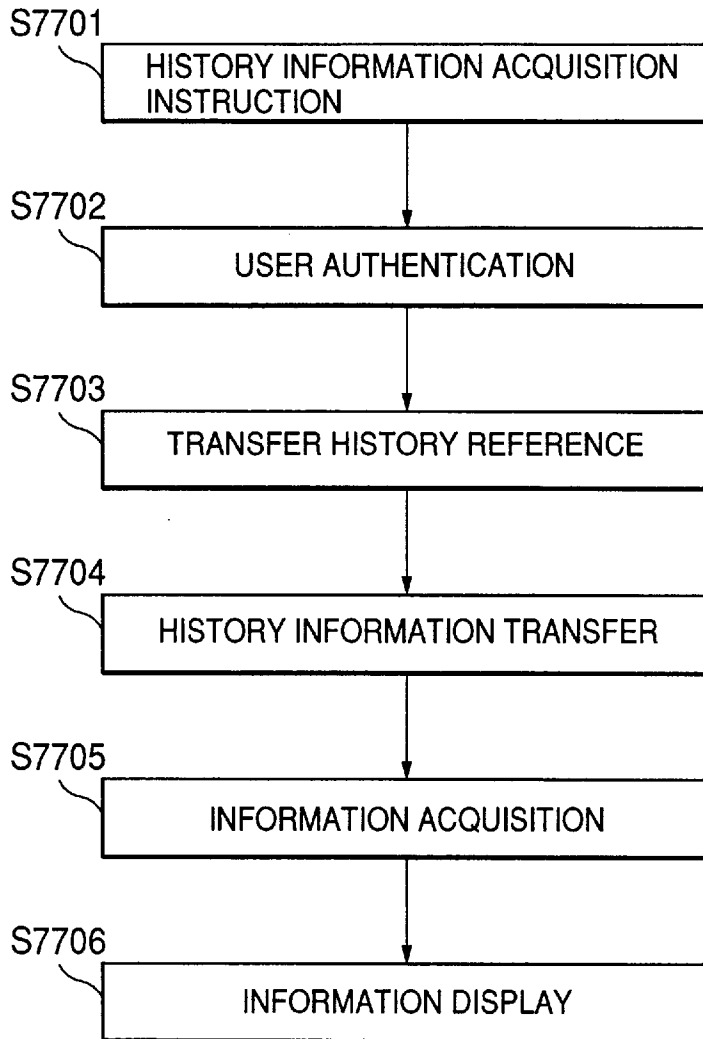 S7701
HISTORY INFORMATION ACQUISITION
INSTRUCTION
S7702
USER AUTHENTICATION
S7703
TRANSFER HISTORY REFERENCE
S7704
HISTORY INFORMATION TRANSFER
S7705
INFORMATION ACQUISITION
S7706
INFORMATION DISPLAY